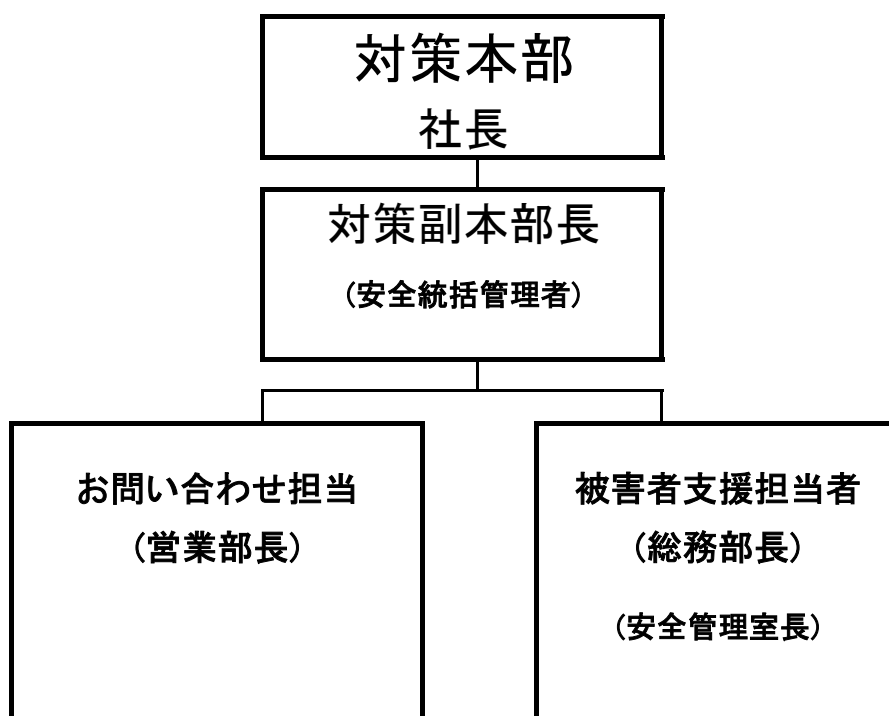 対策本部
社長
対策副本部長
(安全統括管理者)
お問い合わせ担当
(営業部長)
被害者支援担当者
(総務部長)
(安全管理室長)